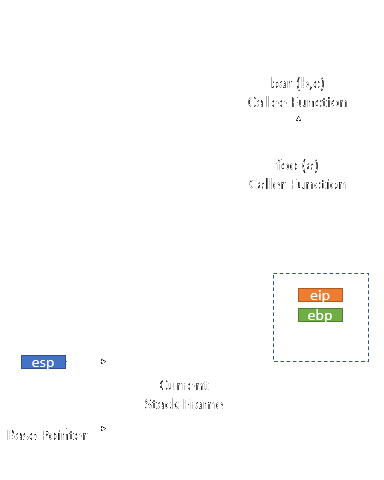 bar (b,c)
Callee Function
foo (a)
Caller Function
eip
ebp
esp
Current
Stack Frame
Base Pointer